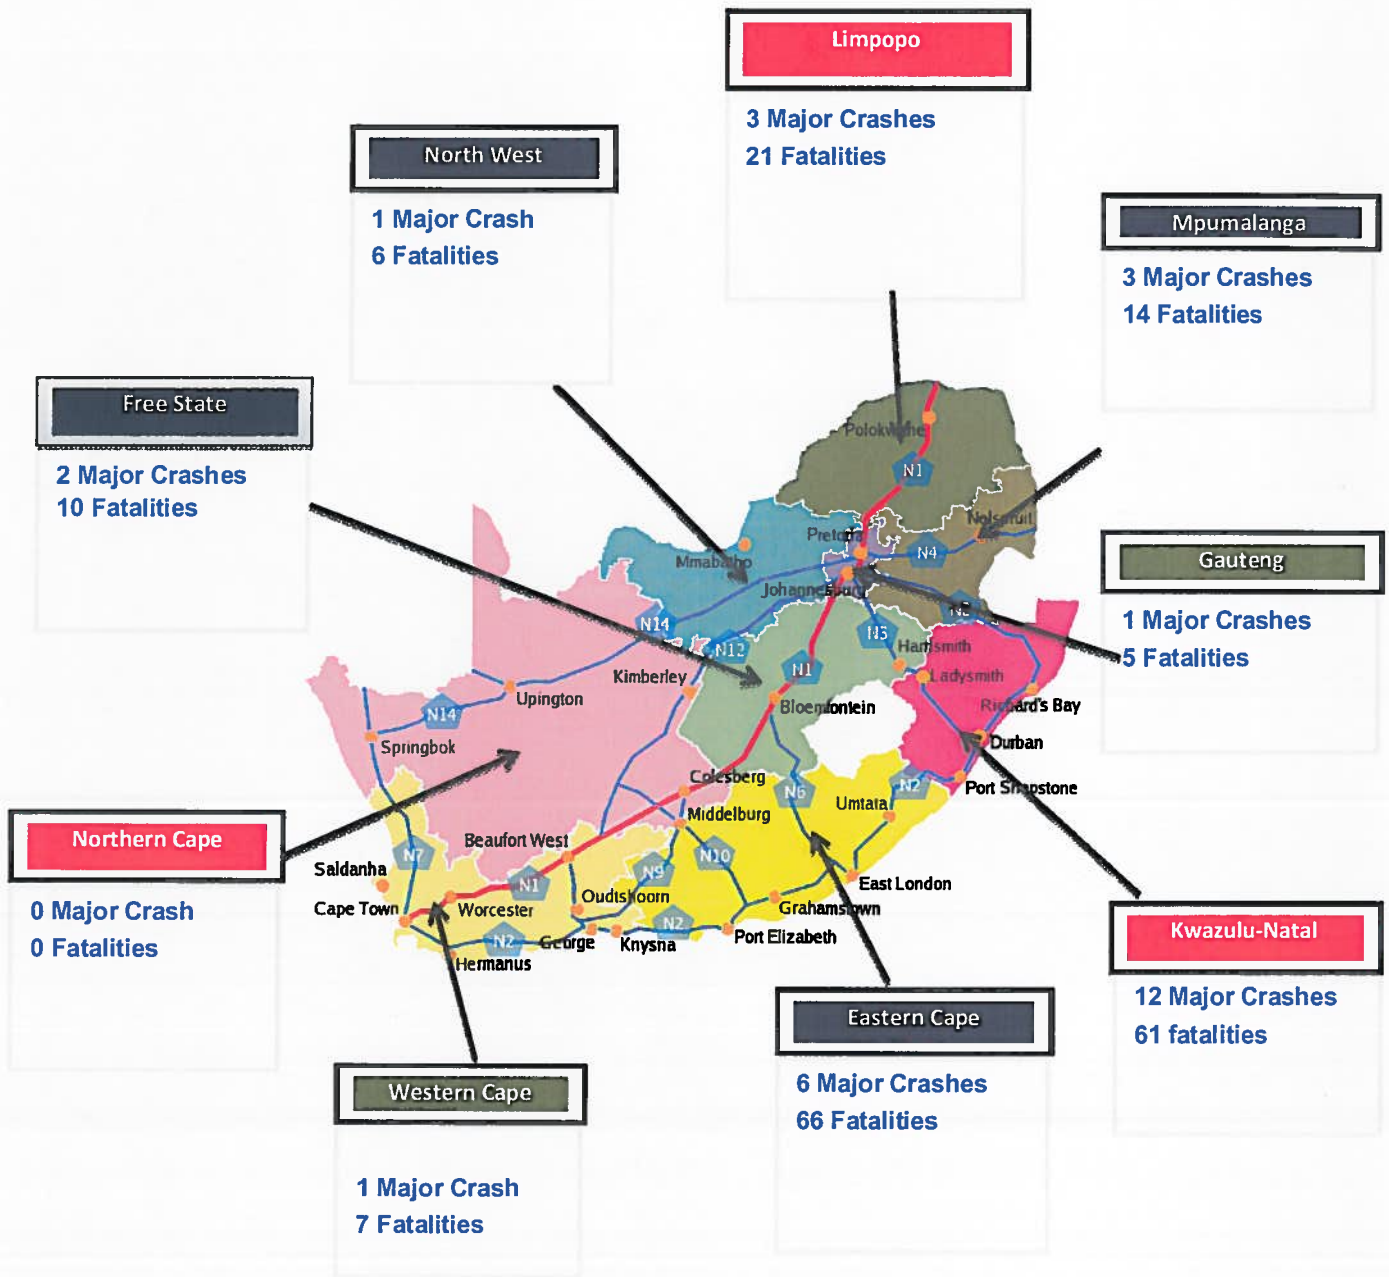 Limpopo
3 Major Crashes
21 Fatalities
North West
1 Major Crash
6 Fatalities
Mpumalanga
3 Major Crashes
14 Fatalities
Free State
2 Major Crashes
10 Fatalities
Gauteng
1 Major Crashes
5 Fatalities
Polokwane
N1
Nelspruit
Pretoria
N4
Mmabatho
Johannesburg
N14
N12
N3
Harrismith
Kimberley
N1
Ladysmith
Upington
Bloemfontein
Richard's Bay
N14
Springbok
Durban
Colesberg
N6
N2
Port Shepstone
Umtata
Middelburg
Beaufort West
N7
N10
Saldanha
N9
N1
East London
Oudtshoorn
Cape Town
Worcester
Grahamstown
N2
George
Knysna
N2
Port Elizabeth
Hermanus
Northern Cape
0 Major Crash
0 Fatalities
Kwazulu-Natal
12 Major Crashes
61 fatalities
Eastern Cape
6 Major Crashes
66 Fatalities
Western Cape
1 Major Crash
7 Fatalities